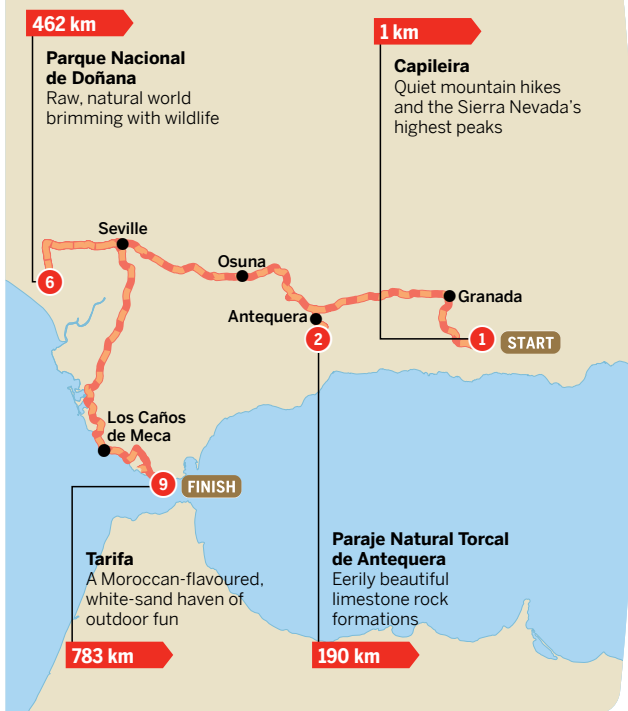 462 km
Parque Nacional
de Doñana
Raw, natural world
brimming with wildlife
1 km
Capileira
Quiet mountain hikes
and the Sierra Nevada's
highest peaks
Seville
Osuna
6
Granada
Antequera
2
1
START
Los Caños
de Meca
9
FINISH
Tarifa
A Moroccan-flavoured,
white-sand haven of
outdoor fun
783 km
Paraje Natural Torcal
de Antequera
Eerily beautiful
limestone rock
formations
190 km